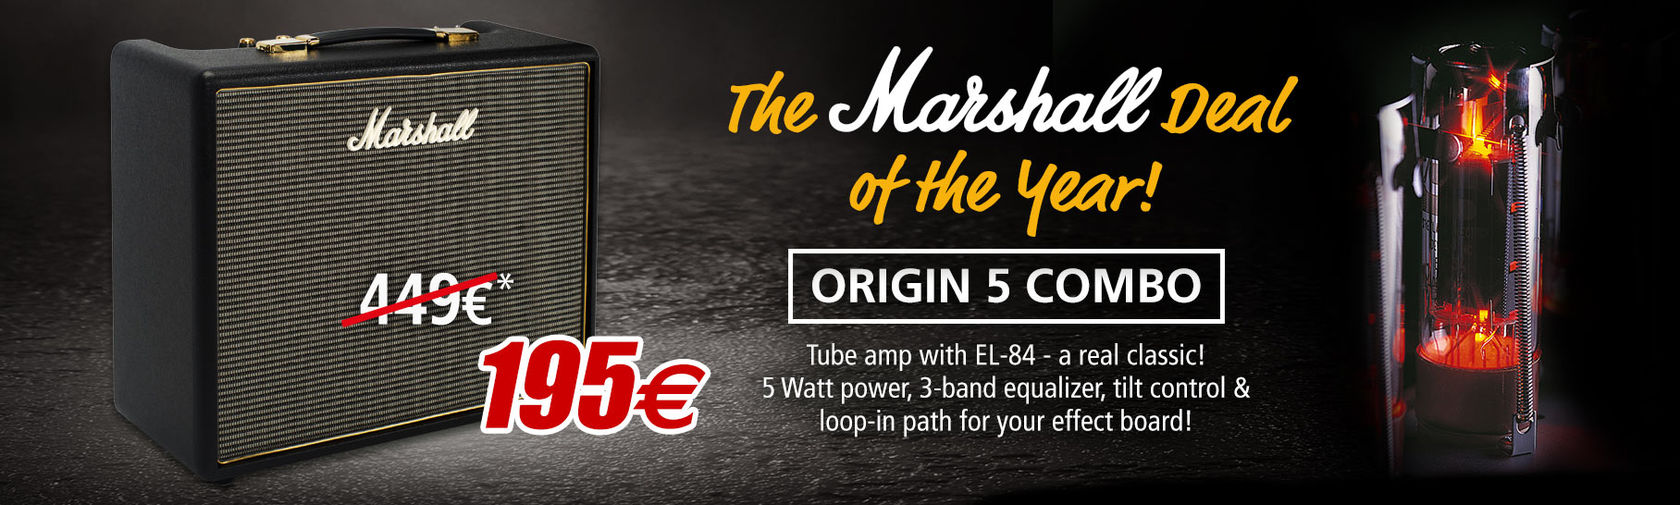 Marshall
449€*
195€
The Marshall Deal
of the Year!
ORIGIN 5 COMBO
Tube amp with EL-84 - a real classic!
5 Watt power, 3-band equalizer, tilt control &
loop-in path for your effect board!